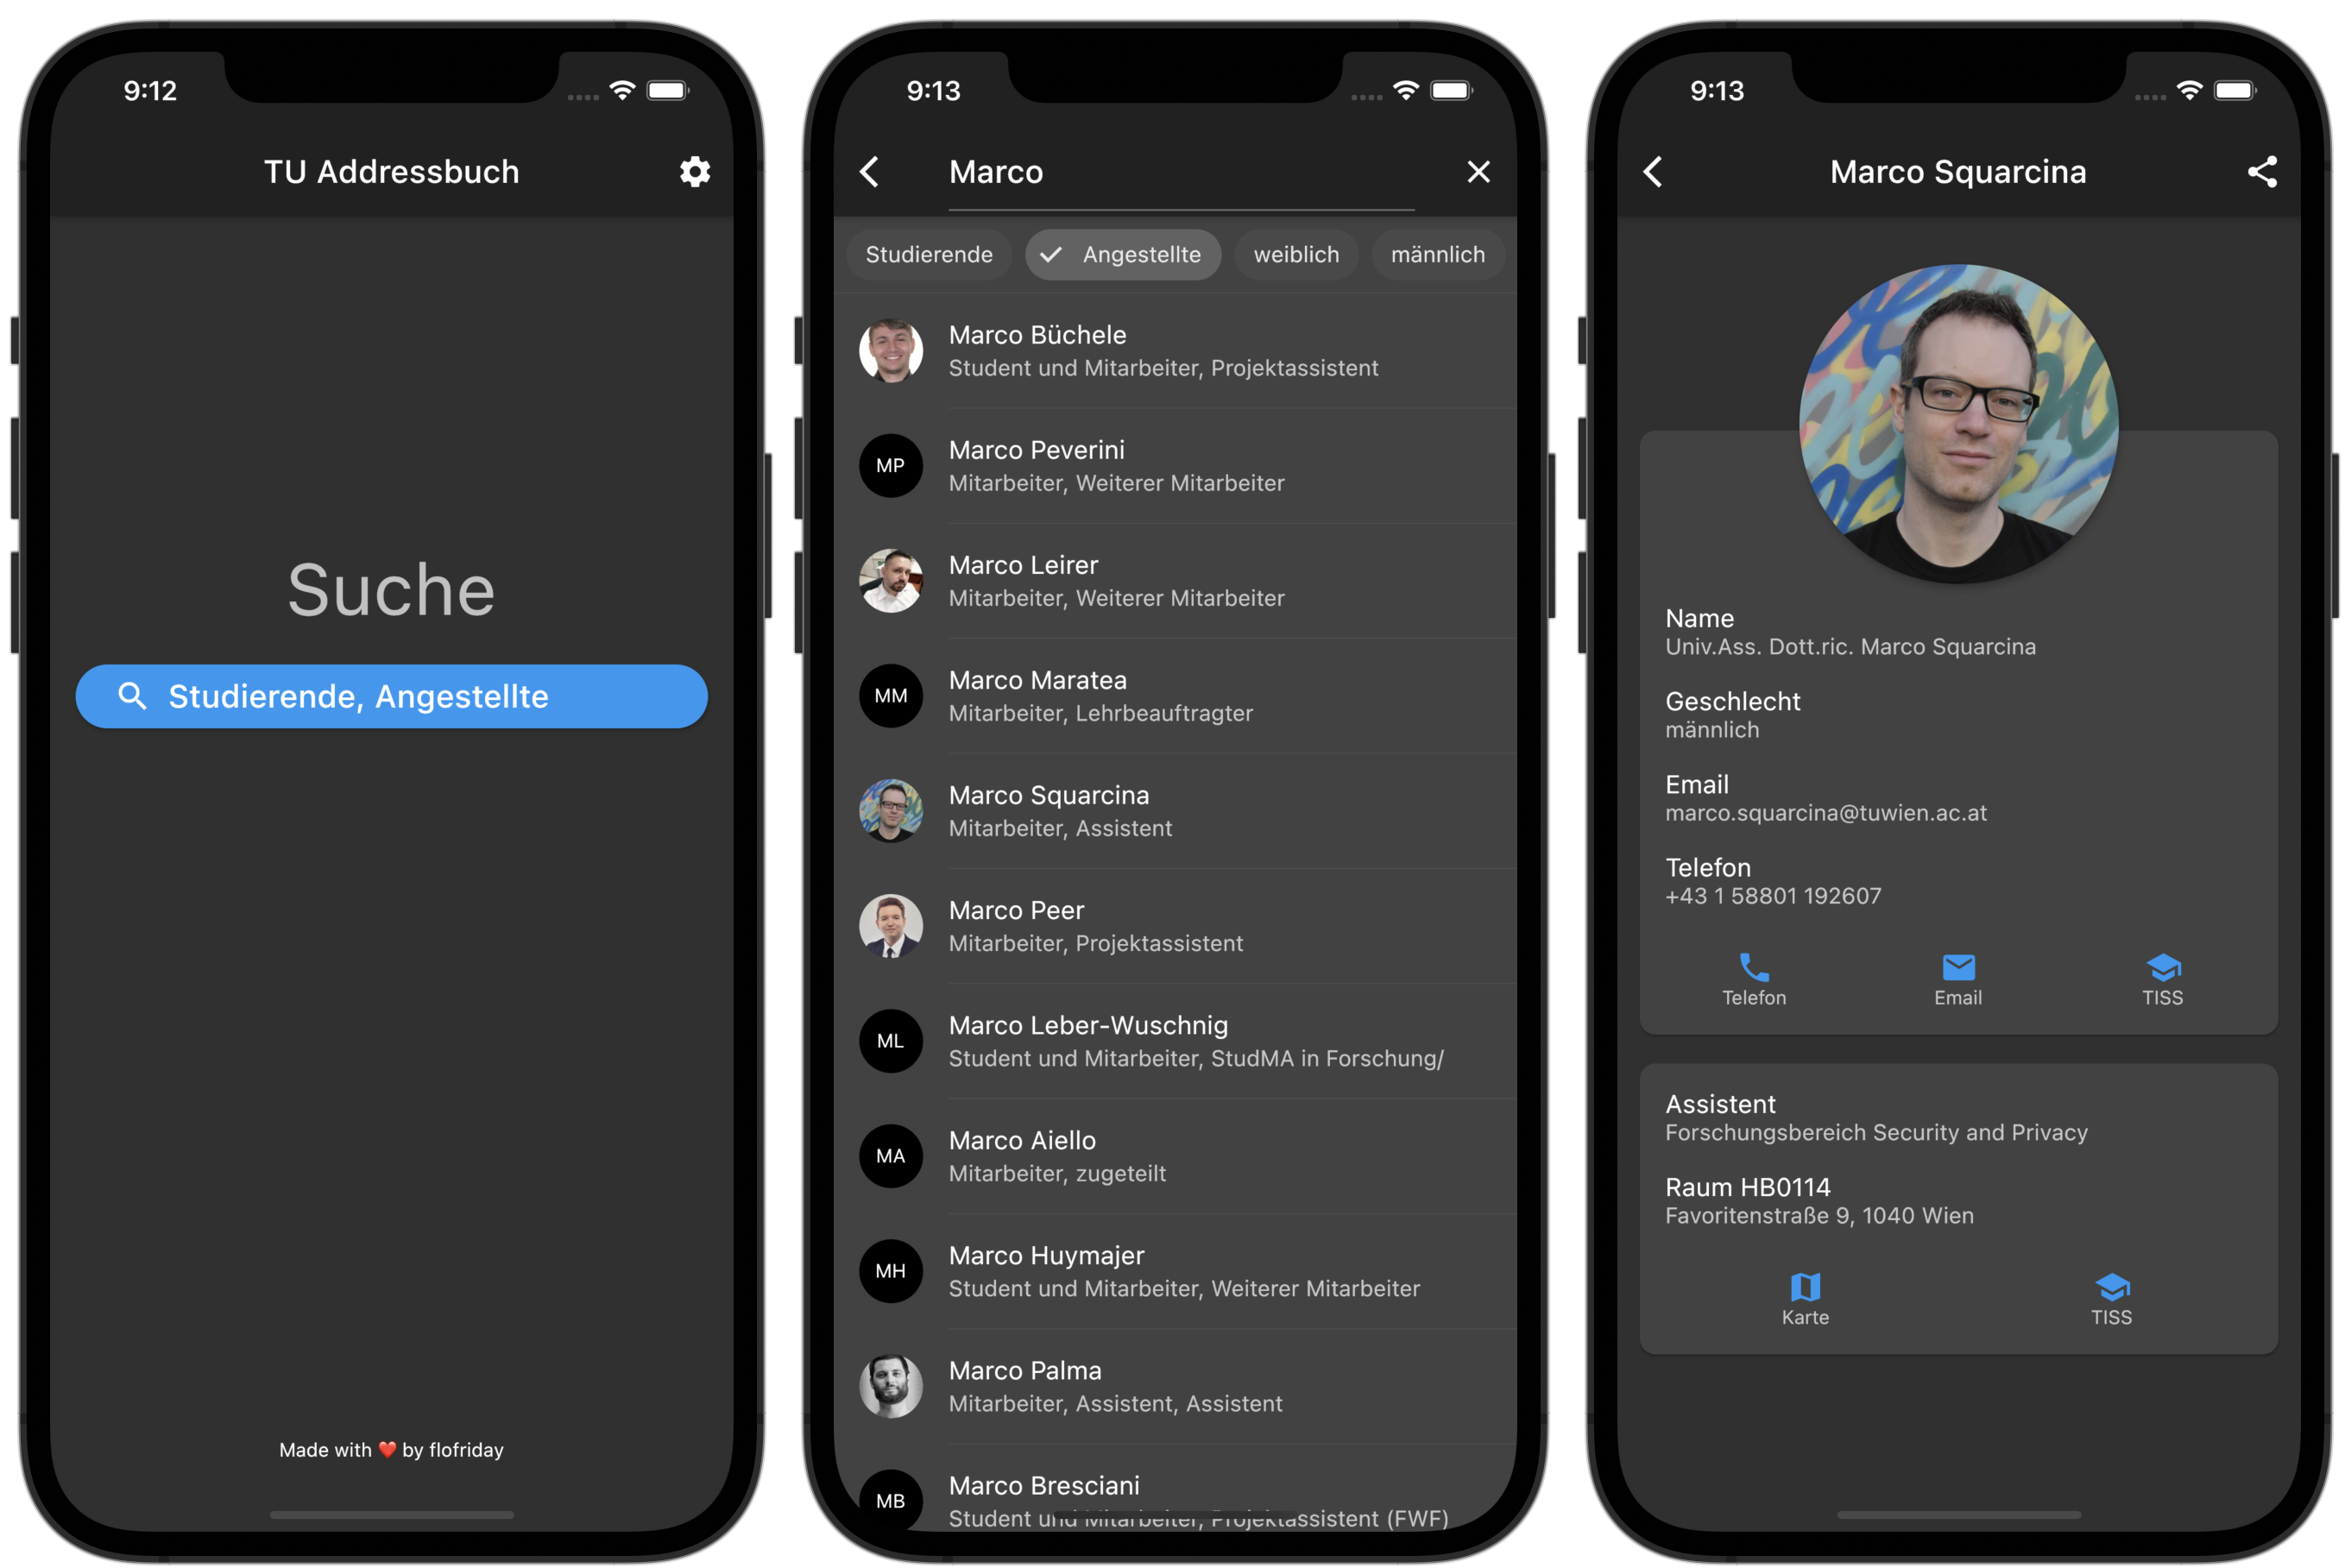 9:12
TU Addressbuch
Suche
Studierende, Angestellte
Made with ❤️ by flofriday
9:13
Marco
Studierende
Angestellte
weiblich
männlich
Marco Büchele
Student und Mitarbeiter, Projektassistent
MP
Marco Peverini
Mitarbeiter, Weiterer Mitarbeiter
Marco Leirer
Mitarbeiter, Weiterer Mitarbeiter
MM
Marco Maratea
Mitarbeiter, Lehrbeauftragter
Marco Squarcina
Mitarbeiter, Assistent
Marco Peer
Mitarbeiter, Projektassistent
ML
Marco Leber-Wuschnig
Student und Mitarbeiter, StudMA in Forschung/
MA
Marco Aiello
Mitarbeiter, zugeteilt
MH
Marco Huymajer
Student und Mitarbeiter, Weiterer Mitarbeiter
Marco Palma
Mitarbeiter, Assistent, Assistent
MB
Marco Bresciani
Student und Mitarbeiter, Projektassistent (FWF)
9:13
Marco Squarcina
Name
Univ.Ass. Dott.ric. Marco Squarcina
Geschlecht
männlich
Email
marco.squarcina@tuwien.ac.at
Telefon
+43 1 58801 192607
Telefon
Email
TISS
Assistent
Forschungsbereich Security and Privacy
Raum HB0114
Favoritenstraße 9, 1040 Wien
Karte
TISS